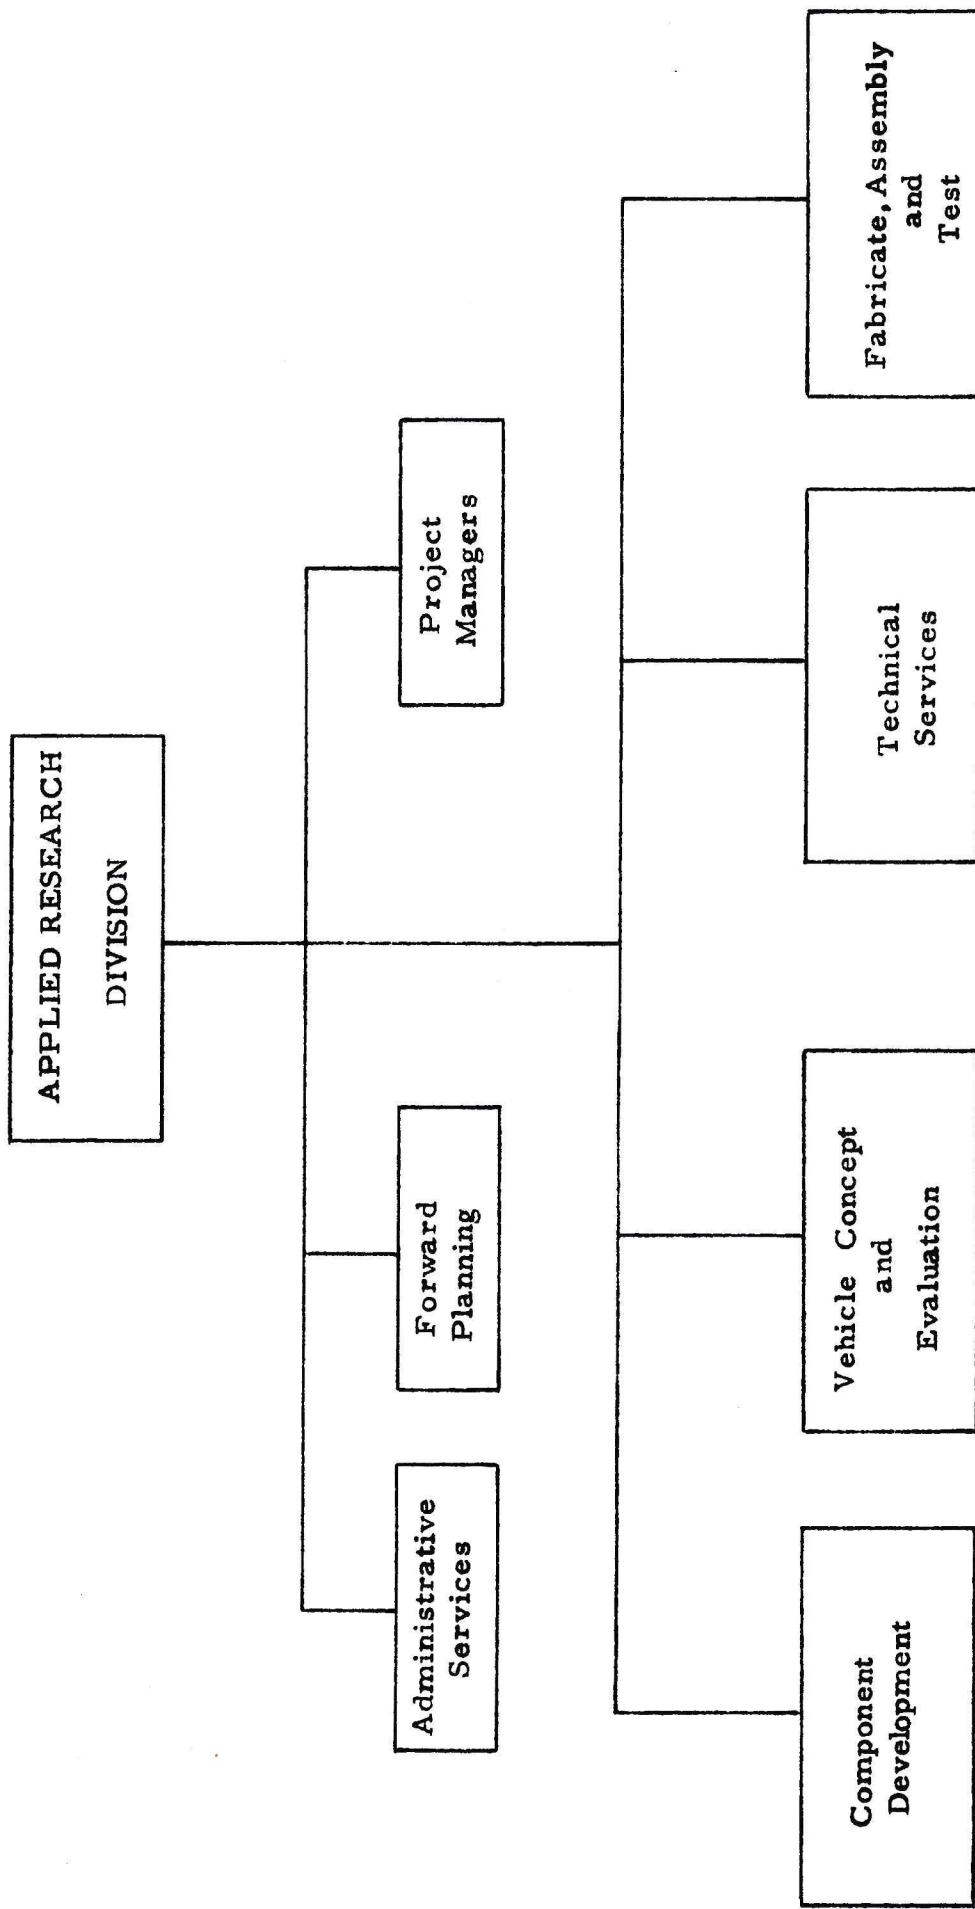 APPLIED RESEARCH
DIVISION
Administrative
Services
Forward
Planning
Project
Managers
Component
Development
Vehicle Concept
and
Evaluation
Technical
Services
Fabricate, Assembly
and
Test